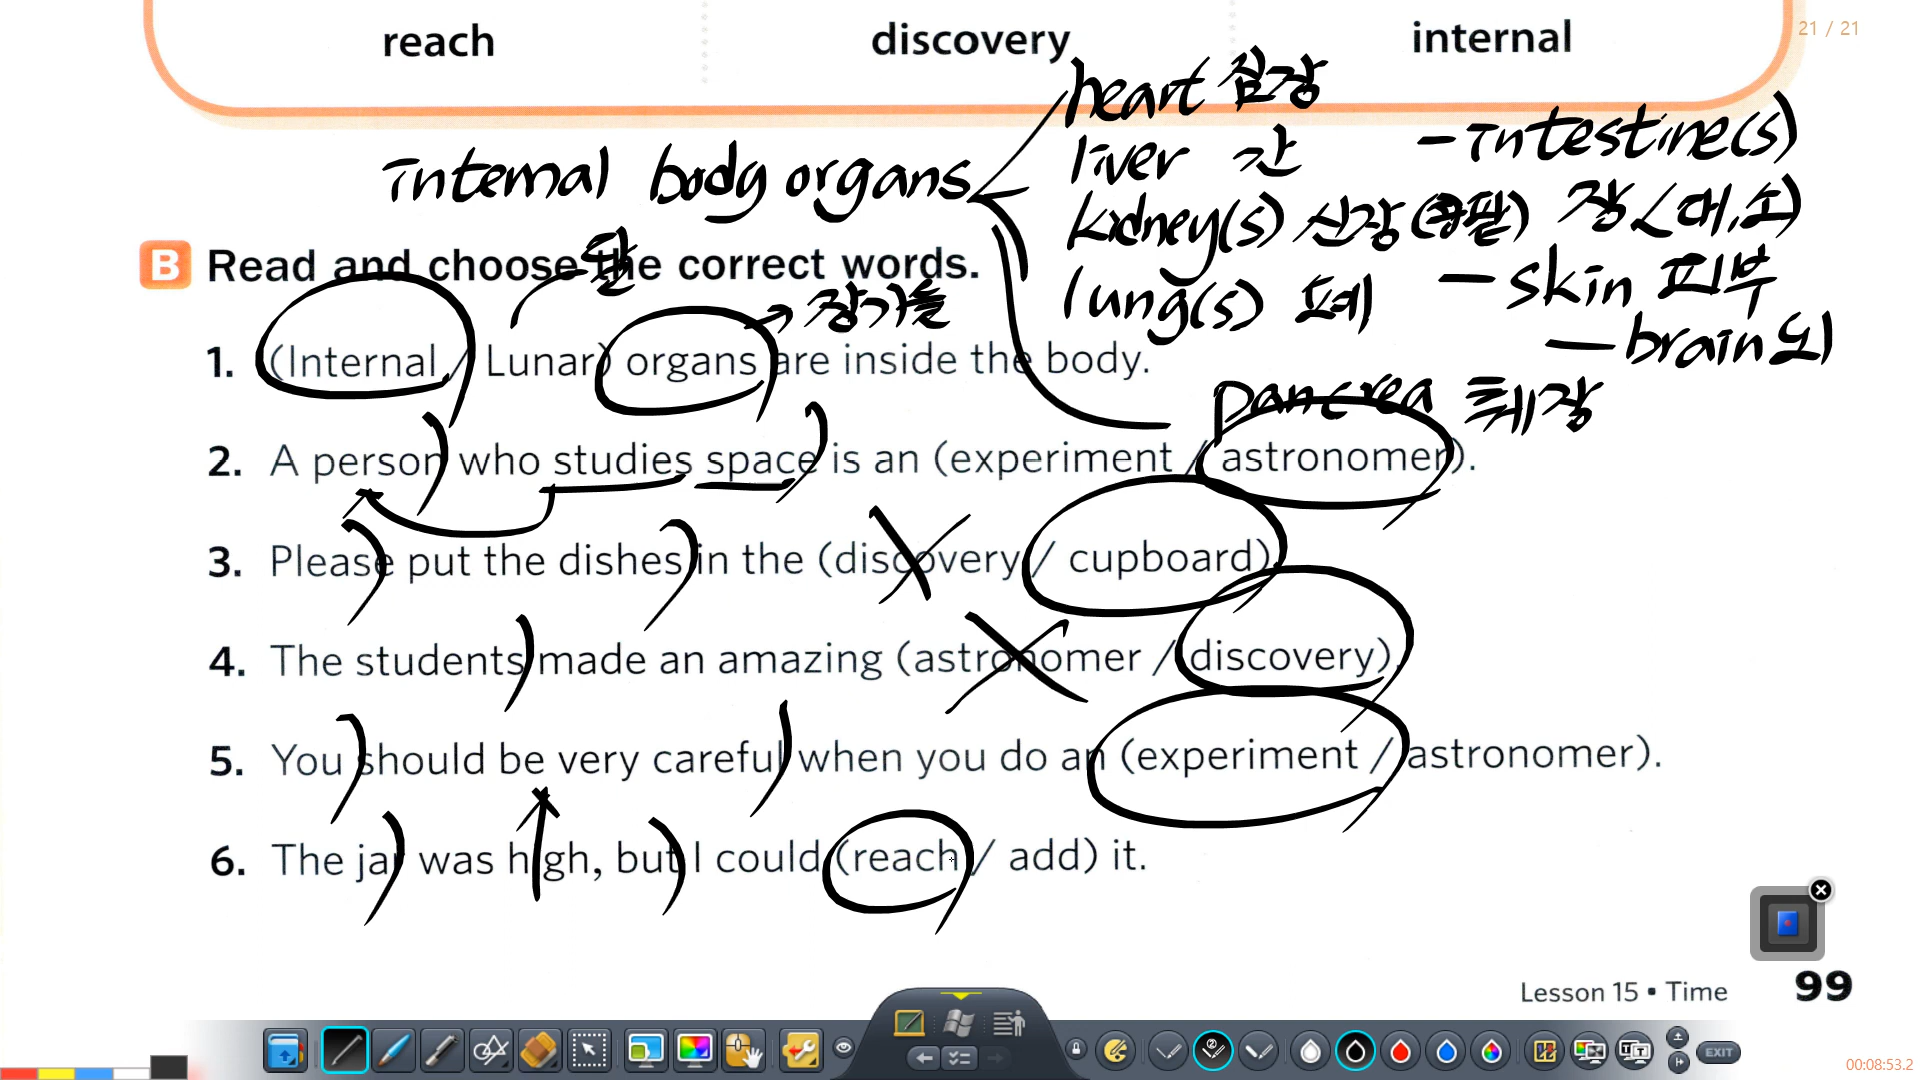 21 / 21
reach discovery internal
heart 심장
liver 간 - Intestine(s)
Internal body organs
kidney(s) 신장(콩팥) 장<(대,소)
B Read and choose the correct words.
달
lung(s) 폐 - skin 피부
→ 장기들
- brain 뇌
1. (Internal / Lunar) organs are inside the body.
pancrea 췌장
2. A person who studies space is an (experiment / astronomer).
3. Please put the dishes in the (discovery / cupboard).
4. The students made an amazing (astronomer / discovery).
5. You should be very careful when you do an (experiment / astronomer).
6. The jar was high, but I could (reach / add) it.
Lesson 15 • Time 99
EXIT
00:08:53.2